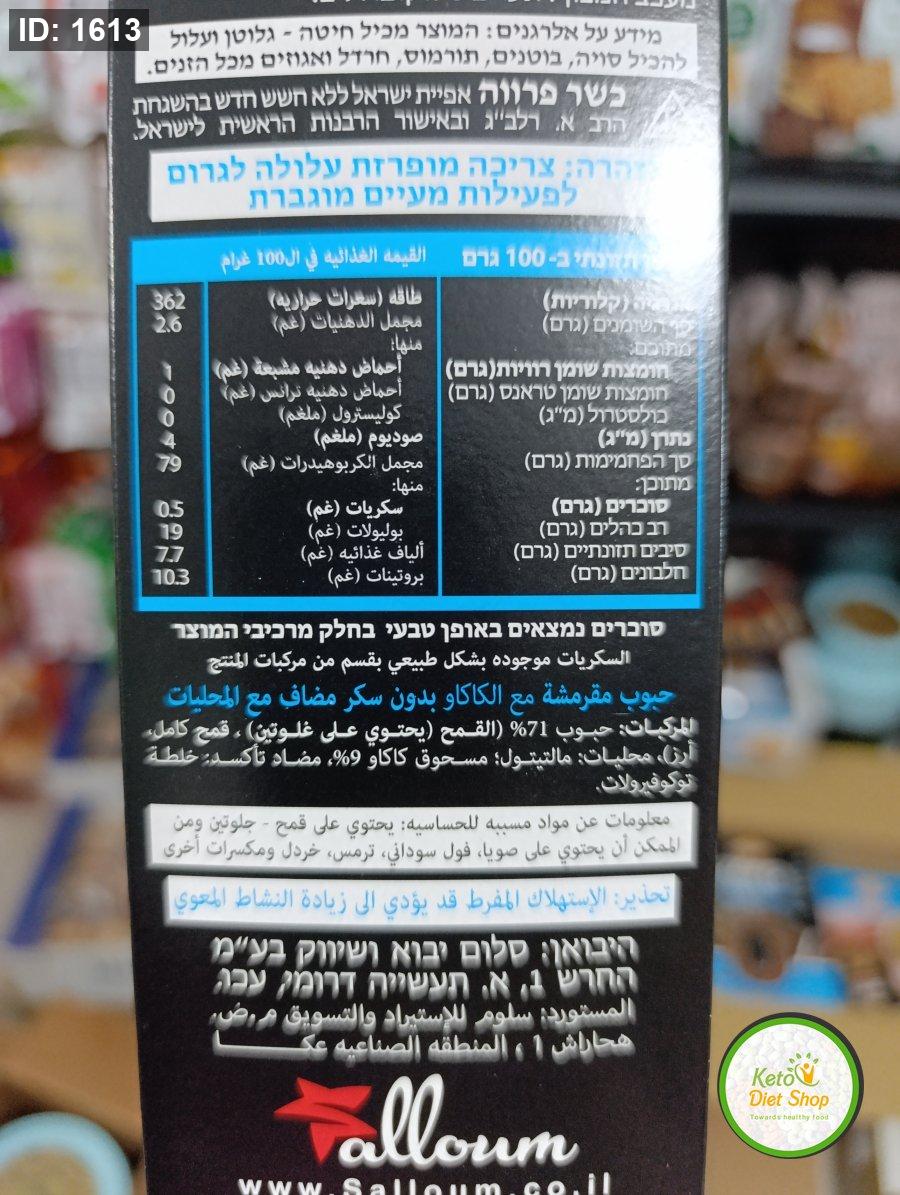 ID: 1613
מידע על אלרגנים: המוצר מכיל חיטה - גלוטן ועלול
להכיל סויה, בוטנים, תורמוס, חרדל ואגוזים מכל הזנים.
כשר פרווה אפיית ישראל ללא חשש חדש בהשגחת
הרב א. רלב"ג ובאישור הרבנות הראשית לישראל.
צריכה מופרזת עלולה לגרום
לפעילות מעיים מוגברת
תזונתי ב- 100 גרם القيمه الغذائيه في ال100 غرام
(קלוריות) طاقه (سعرات حراريه) 362
השומנים (גרם) مجمل الدهنيات (غم) 2.6
מתוכם: منها:
חומצות שומן רוויות(גרם) أحماض دهنيه مشبعة (غم) 1
חומצות שומן טראנס (גרם) أحماض دهنيه ترانس (غم) 0
כולסטרול (מ"ג) كوليسترول (ملغم) 0
נתרן (מ"ג) صوديوم (ملغم) 4
סך הפחמימות (גרם) مجمل الكربوهيدرات (غم) 79
מתוכן: منها:
סוכרים (גרם) سكريات (غم) 0.5
רב כהלים (גרם) بوليولات (غم) 19
סיבים תזונתיים (גרם) ألياف غذائيه (غم) 7.7
חלבונים (גרם) بروتينات (غم) 10.3
סוכרים נמצאים באופן טבעי בחלק מרכיבי המוצר
السكريات موجوده بشكل طبيعي بقسم من مركبات المنتج
حبوب مقرمشة مع الكاكاو بدون سكر مضاف مع المحليات
المركبات: حبوب 71% (القمح (يحتوي على غلوتين)، قمح كامل،
أرز)، محليات: مالتيتول؛ مسحوق كاكاو 9%، مضاد تأكسد: خلطة
توكوفيرولات.
معلومات عن مواد مسببه للحساسيه: يحتوي على قمح - جلوتين ومن
الممكن أن يحتوي على صويا، فول سوداني، ترمس، خردل ومكسرات أخرى
تحذير: الإستهلاك المفرط قد يؤدي الى زيادة النشاط المعوي
היבואן: סלום יבוא ושיווק בע"מ
החרש 1, א. תעשייה דרומי, עכו.
المستورد: سلوم للإستيراد والتسويق م.ض.
هحاراش 1 ، المنطقه الصناعيه عكا
Salloum
www.Salloum.co.il
Keto
Diet Shop
Towards healthy food